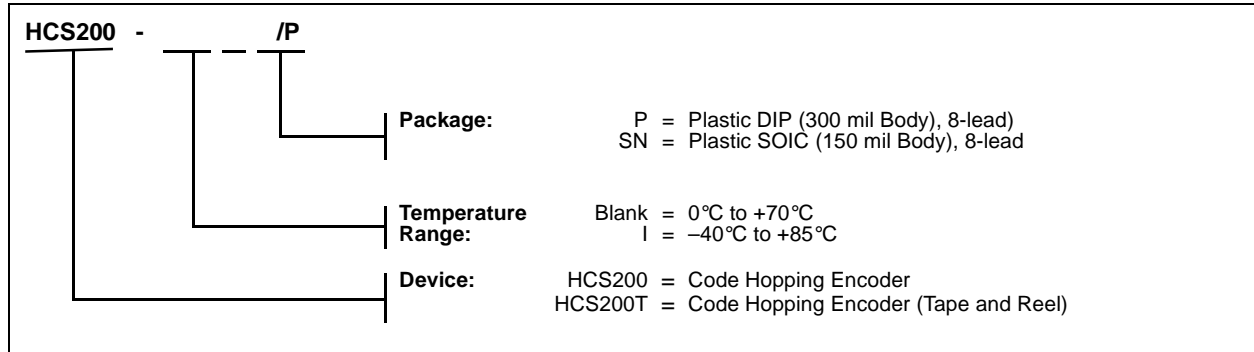 HCS200 - /P
Package: P = Plastic DIP (300 mil Body), 8-lead)
SN = Plastic SOIC (150 mil Body), 8-lead
Temperature Blank = 0°C to +70°C
Range: I = –40°C to +85°C
Device: HCS200 = Code Hopping Encoder
HCS200T = Code Hopping Encoder (Tape and Reel)